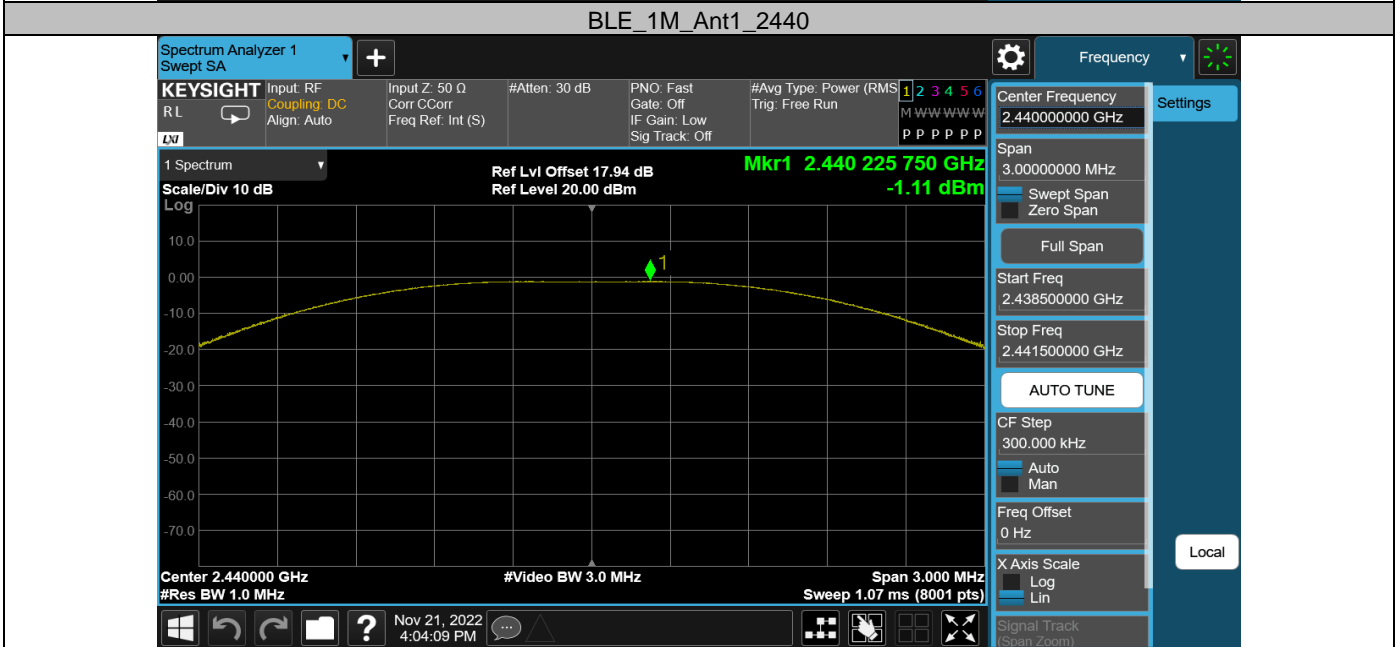 BLE_1M_Ant1_2440
Spectrum Analyzer 1
Swept SA
Frequency
KEYSIGHT
RL
LXI
Input: RF
Coupling: DC
Align: Auto
Input Z: 50 Ω
Corr CCorr
Freq Ref: Int (S)
#Atten: 30 dB
PNO: Fast
Gate: Off
IF Gain: Low
Sig Track: Off
#Avg Type: Power (RMS
Trig: Free Run
1 2 3 4 5 6
M W W W W W
P P P P P P
1 Spectrum
Scale/Div 10 dB
Log
Ref Lvl Offset 17.94 dB
Ref Level 20.00 dBm
Mkr1 2.440 225 750 GHz
-1.11 dBm
10.0
0.00
-10.0
-20.0
-30.0
-40.0
-50.0
-60.0
-70.0
1
Center 2.440000 GHz
#Res BW 1.0 MHz
#Video BW 3.0 MHz
Span 3.000 MHz
Sweep 1.07 ms (8001 pts)
Center Frequency
2.440000000 GHz
Settings
Span
3.00000000 MHz
Swept Span
Zero Span
Full Span
Start Freq
2.438500000 GHz
Stop Freq
2.441500000 GHz
AUTO TUNE
CF Step
300.000 kHz
Auto
Man
Freq Offset
0 Hz
X Axis Scale
Log
Lin
Local
Signal Track
(Span Zoom)
?
Nov 21, 2022
4:04:09 PM